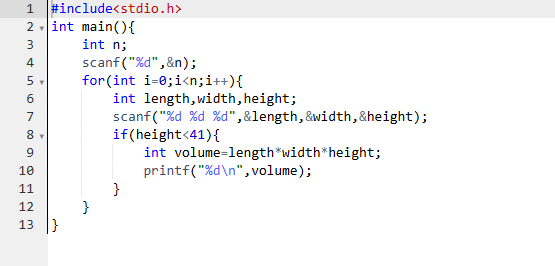 1 #include<stdio.h>
2 int main(){
3     int n;
4     scanf("%d",&n);
5     for(int i=0;i<n;i++){
6         int length,width,height;
7         scanf("%d %d %d",&length,&width,&height);
8         if(height<41){
9             int volume=length*width*height;
10             printf("%d\n",volume);
11         }
12     }
13 }